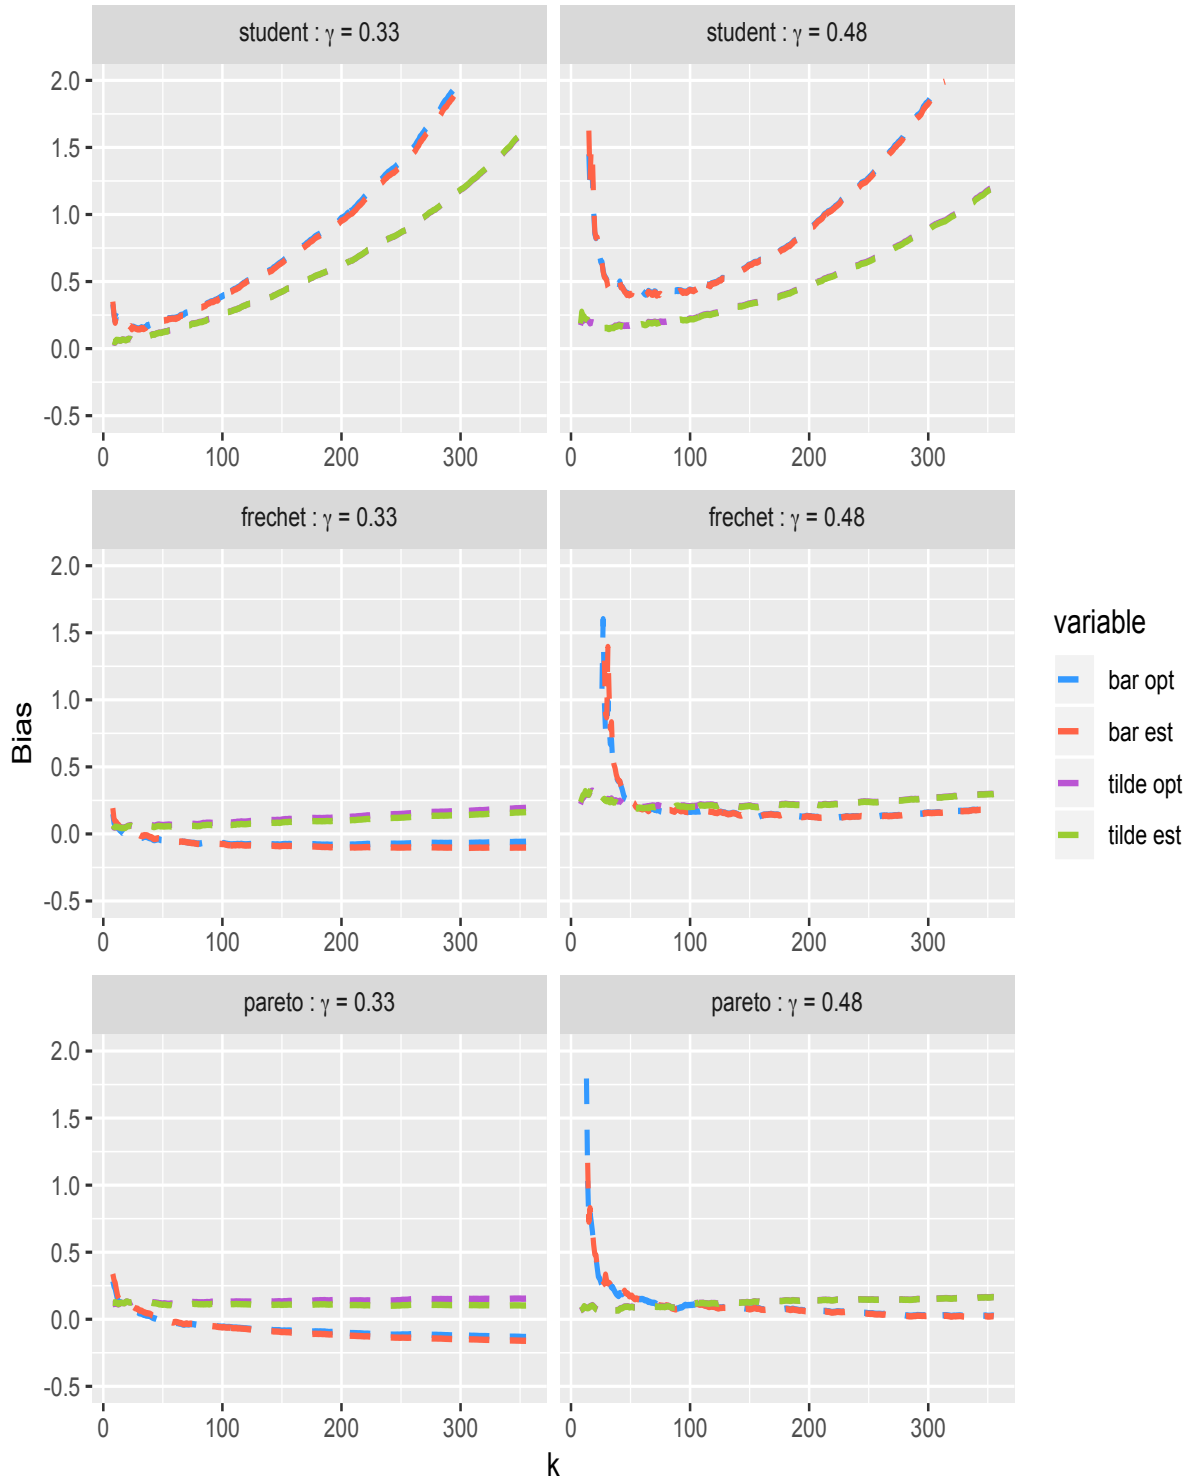 student : γ = 0.33
student : γ = 0.48
2.0
1.5
1.0
0.5
0.0
-0.5
0 100 200 300
0 100 200 300
frechet : γ = 0.33
frechet : γ = 0.48
2.0
1.5
1.0
0.5
0.0
-0.5
0 100 200 300
0 100 200 300
Bias
pareto : γ = 0.33
pareto : γ = 0.48
2.0
1.5
1.0
0.5
0.0
-0.5
0 100 200 300
0 100 200 300
k
variable
bar opt
bar est
tilde opt
tilde est